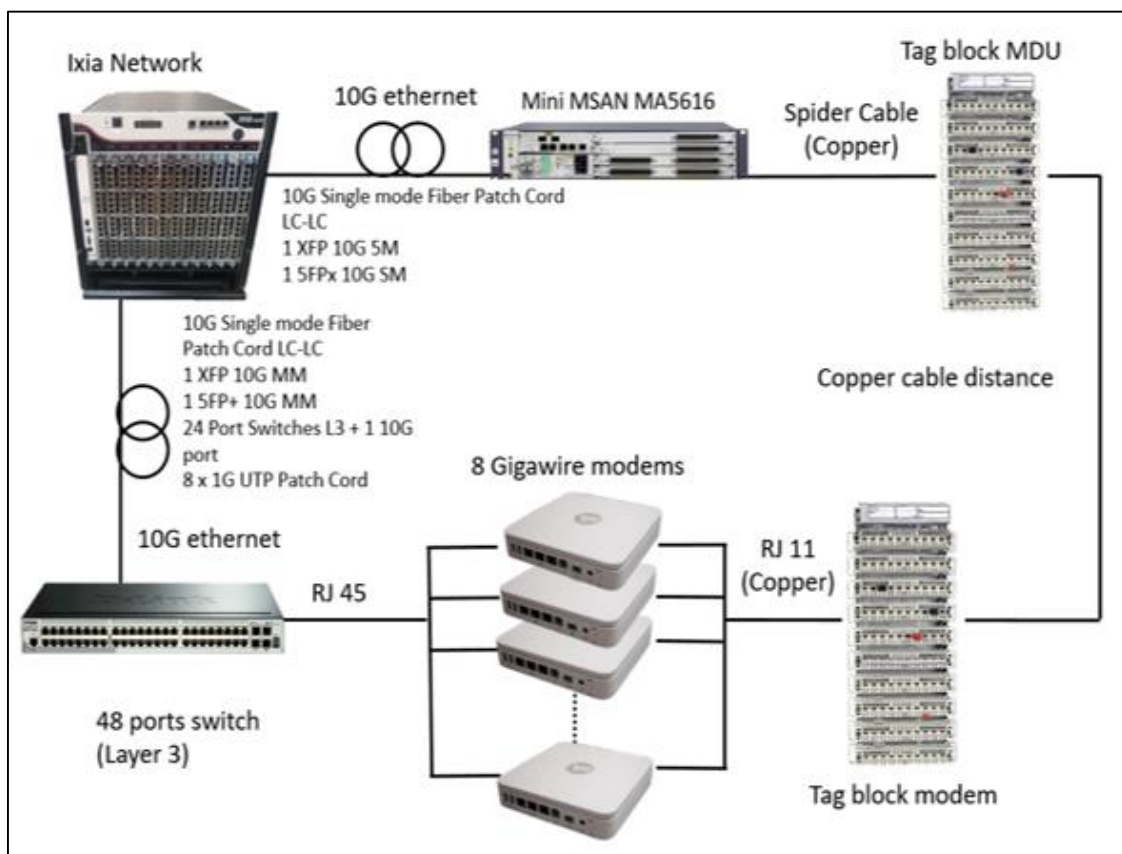 Ixia Network
10G ethernet
Mini MSAN MA5616
Tag block MDU
Spider Cable
(Copper)
10G Single mode Fiber Patch Cord
LC-LC
1 XFP 10G 5M
1 5FPx 10G SM
10G Single mode Fiber
Patch Cord LC-LC
1 XFP 10G MM
1 5FP+ 10G MM
24 Port Switches L3 + 1 10G
port
8 x 1G UTP Patch Cord
Copper cable distance
8 Gigawire modems
10G ethernet
RJ 45
RJ 11
(Copper)
48 ports switch
(Layer 3)
Tag block modem